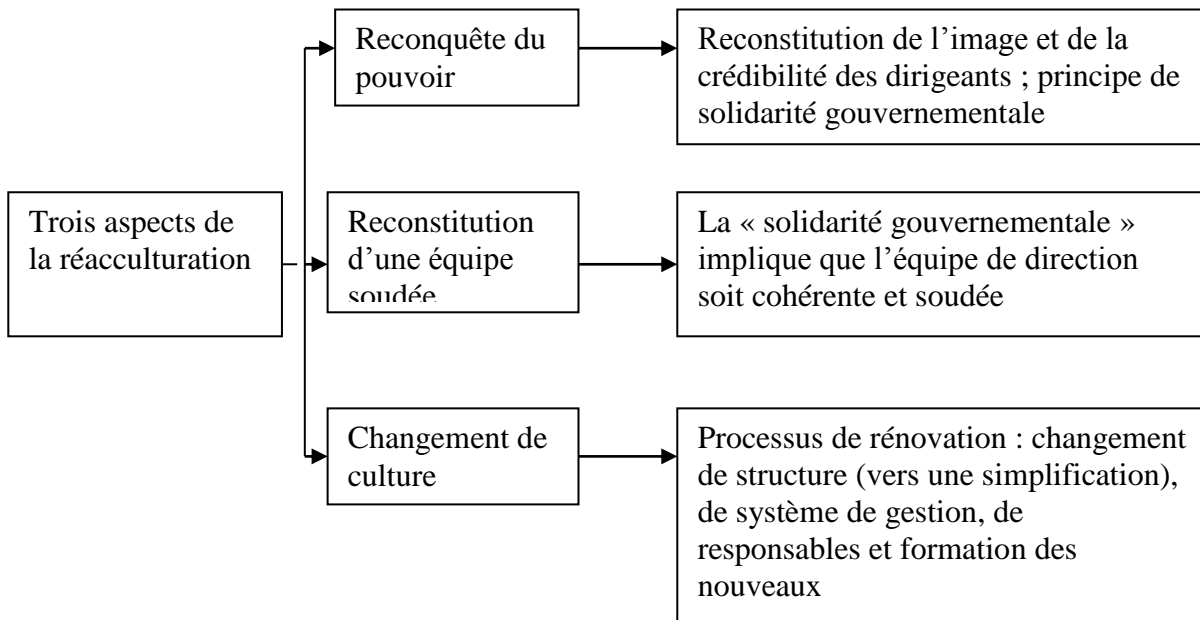 Trois aspects de
la réacculturation
Reconquête du
pouvoir
Reconstitution de l’image et de la
crédibilité des dirigeants ; principe de
solidarité gouvernementale
Reconstitution
d’une équipe
soudée
La « solidarité gouvernementale »
implique que l’équipe de direction
soit cohérente et soudée
Changement de
culture
Processus de rénovation : changement
de structure (vers une simplification),
de système de gestion, de
responsables et formation des
nouveaux